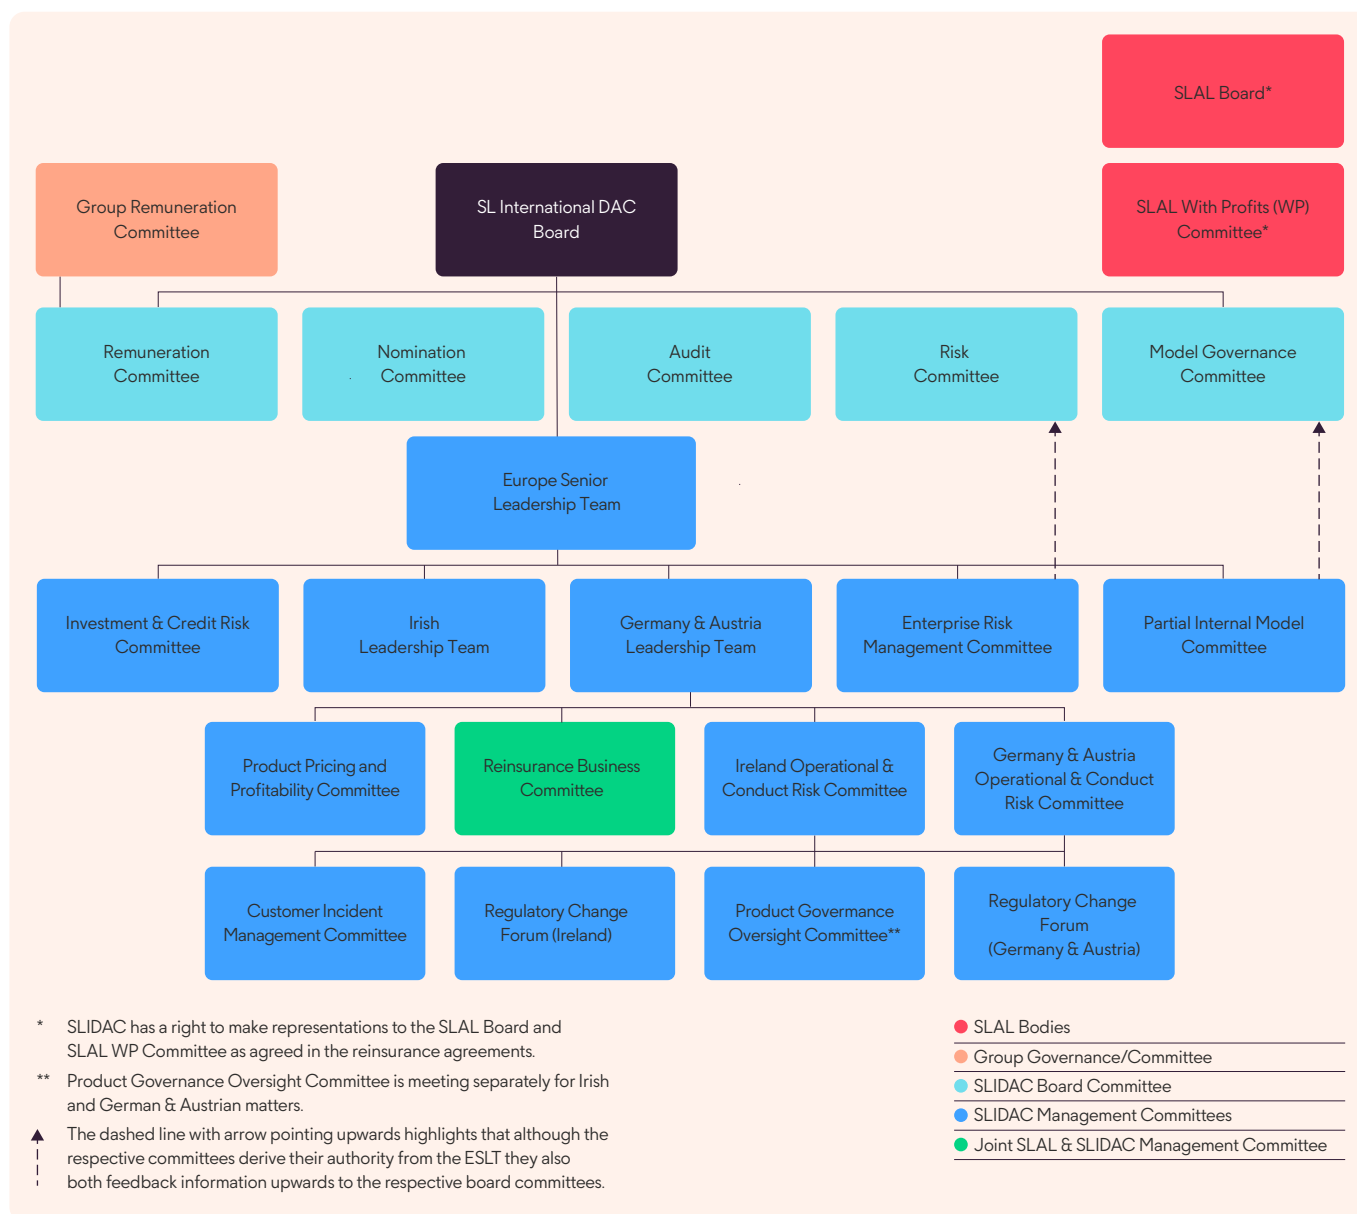 SLAL Board*
Group Remuneration
Committee
SL International DAC
Board
SLAL With Profits (WP)
Committee*
Remuneration
Committee
Nomination
Committee
Audit
Committee
Risk
Committee
Model Governance
Committee
Europe Senior
Leadership Team
Investment & Credit Risk
Committee
Irish
Leadership Team
Germany & Austria
Leadership Team
Enterprise Risk
Management Committee
Partial Internal Model
Committee
Product Pricing and
Profitability Committee
Reinsurance Business
Committee
Ireland Operational &
Conduct Risk Committee
Germany & Austria
Operational & Conduct
Risk Committee
Customer Incident
Management Committee
Regulatory Change
Forum (Ireland)
Product Govermance
Oversight Committee**
Regulatory Change
Forum
(Germany & Austria)
* SLIDAC has a right to make representations to the SLAL Board and
SLAL WP Committee as agreed in the reinsurance agreements.
** Product Governance Oversight Committee is meeting separately for Irish
and German & Austrian matters.
The dashed line with arrow pointing upwards highlights that although the
respective committees derive their authority from the ESLT they also
both feedback information upwards to the respective board committees.
SLAL Bodies
Group Governance/Committee
SLIDAC Board Committee
SLIDAC Management Committees
Joint SLAL & SLIDAC Management Committee